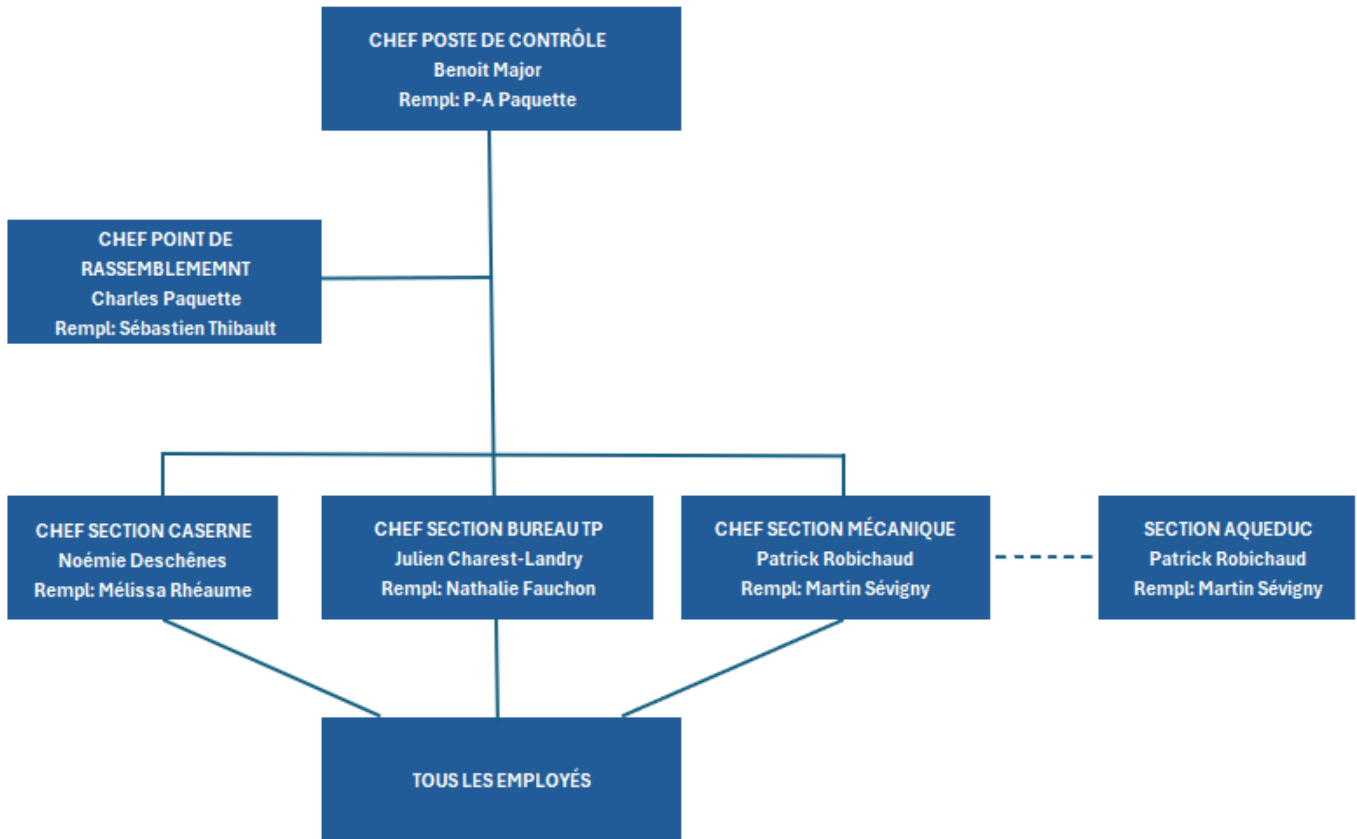 CHEF POSTE DE CONTRÔLE
Benoit Major
Rempl: P-A Paquette
CHEF POINT DE
RASSEMBLEMEMNT
Charles Paquette
Rempl: Sébastien Thibault
CHEF SECTION CASERNE
Noémie Deschênes
Rempl: Mélissa Rhéaume
CHEF SECTION BUREAU TP
Julien Charest-Landry
Rempl: Nathalie Fauchon
CHEF SECTION MÉCANIQUE
Patrick Robichaud
Rempl: Martin Sévigny
SECTION AQUEDUC
Patrick Robichaud
Rempl: Martin Sévigny
TOUS LES EMPLOYÉS